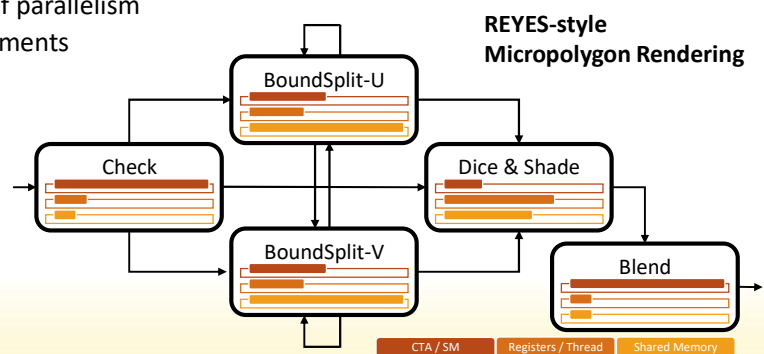 f parallelism
ments
REYES-style
Micropolygon Rendering
BoundSplit-U
Check
Dice & Shade
BoundSplit-V
Blend
CTA / SM
Registers / Thread
Shared Memory